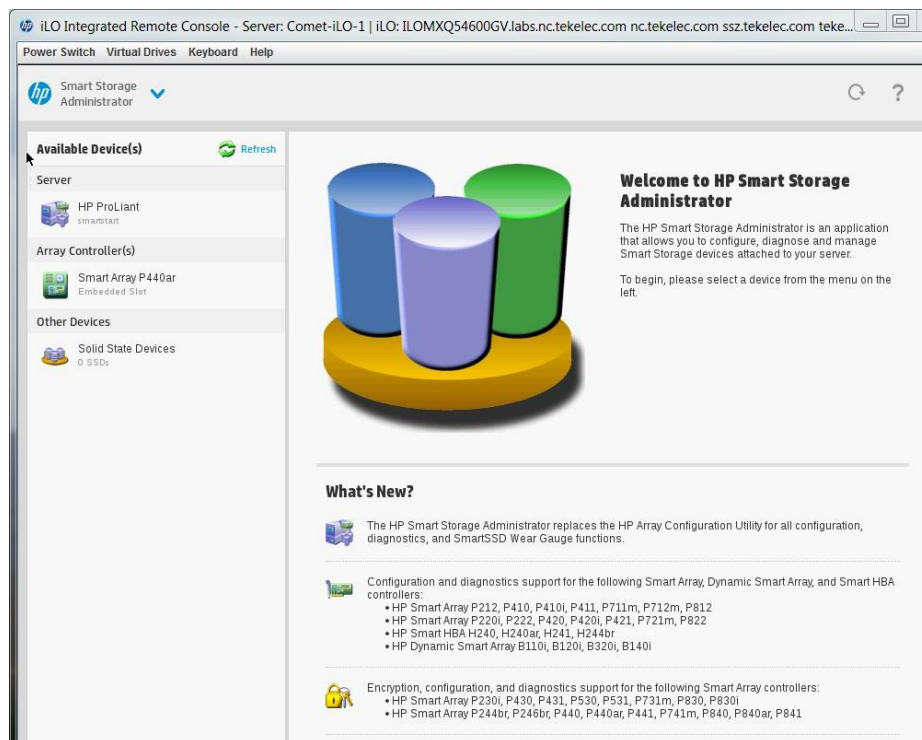 iLO Integrated Remote Console - Server: Comet-iLO-1 | iLO: ILOMXQ54600GV.labs.nc.tekelec.com nc.tekelec.com ssz.tekelec.com teke...
Power Switch Virtual Drives Keyboard Help
hp
Smart Storage
Administrator
?
Available Device(s)
Refresh
Server
HP ProLiant
smartstart
Array Controller(s)
Smart Array P440ar
Embedded Slot
Other Devices
Solid State Devices
0 SSDs
Welcome to HP Smart Storage
Administrator
The HP Smart Storage Administrator is an application
that allows you to configure, diagnose and manage
Smart Storage devices attached to your server.
To begin, please select a device from the menu on the
left.
What's New?
The HP Smart Storage Administrator replaces the HP Array Configuration Utility for all configuration,
diagnostics, and SmartSSD Wear Gauge functions.
Configuration and diagnostics support for the following Smart Array, Dynamic Smart Array, and Smart HBA
controllers:
• HP Smart Array P212, P410, P410i, P411, P711m, P712m, P812
• HP Smart Array P220i, P222, P420, P420i, P421, P721m, P822
• HP Smart HBA H240, H240ar, H241, H244br
• HP Dynamic Smart Array B110i, B120i, B320i, B140i
Encryption, configuration, and diagnostics support for the following Smart Array controllers:
• HP Smart Array P230i, P430, P431, P530, P531, P731m, P830, P830i
• HP Smart Array P244br, P246br, P440, P440ar, P441, P741m, P840, P840ar, P841